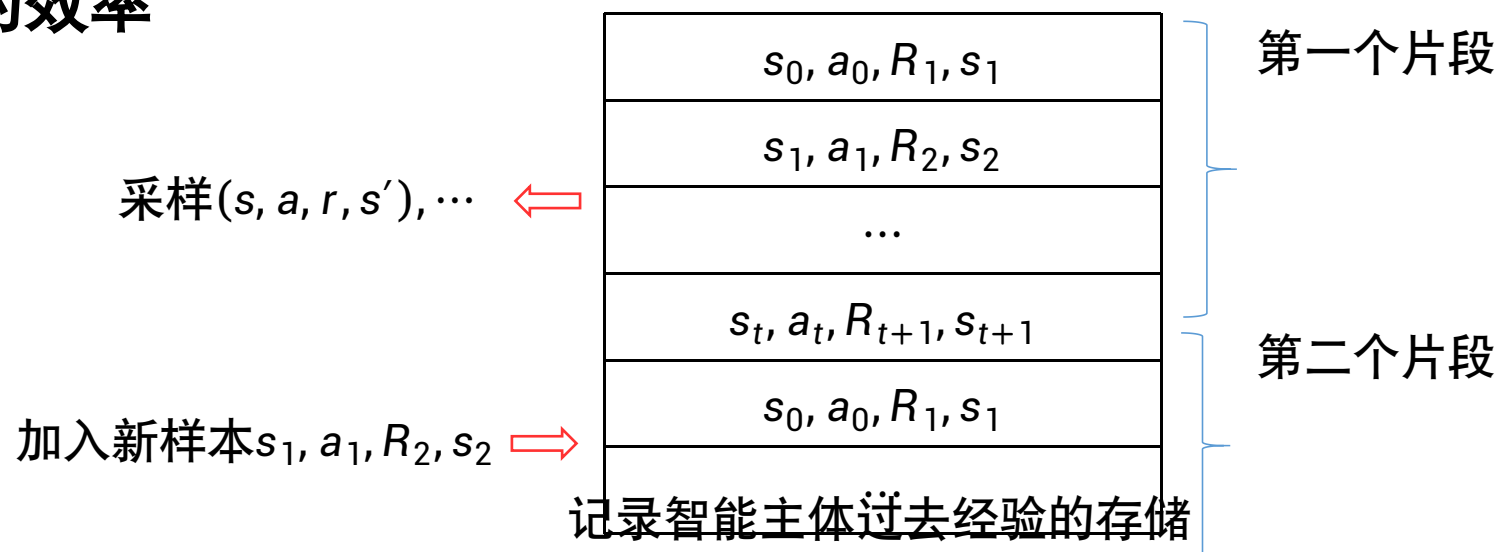 的效率
s₀, a₀, R₁, s₁
第一个片段
s₁, a₁, R₂, s₂
采样(s, a, r, s′), ⋯
…
sₜ, aₜ, Rₜ₊₁, sₜ₊₁
第二个片段
s₀, a₀, R₁, s₁
加入新样本s₁, a₁, R₂, s₂
…
记录智能主体过去经验的存储